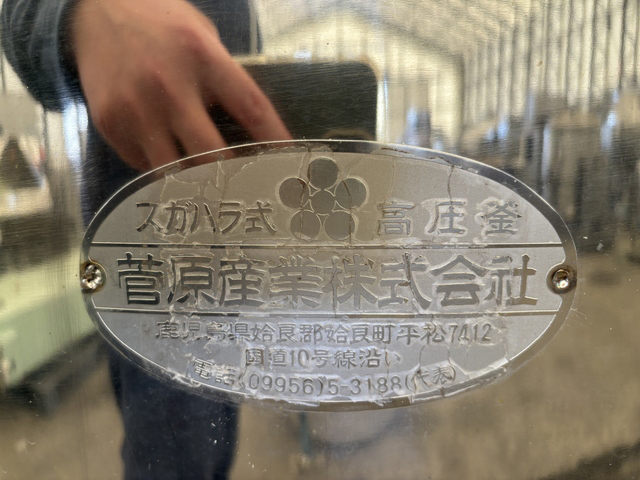 スガハラ式 高圧釜
菅原産業株式会社
鹿児島県姶良郡姶良町平松7412
国道10号線沿い
電話(09956)5-3188(代表)